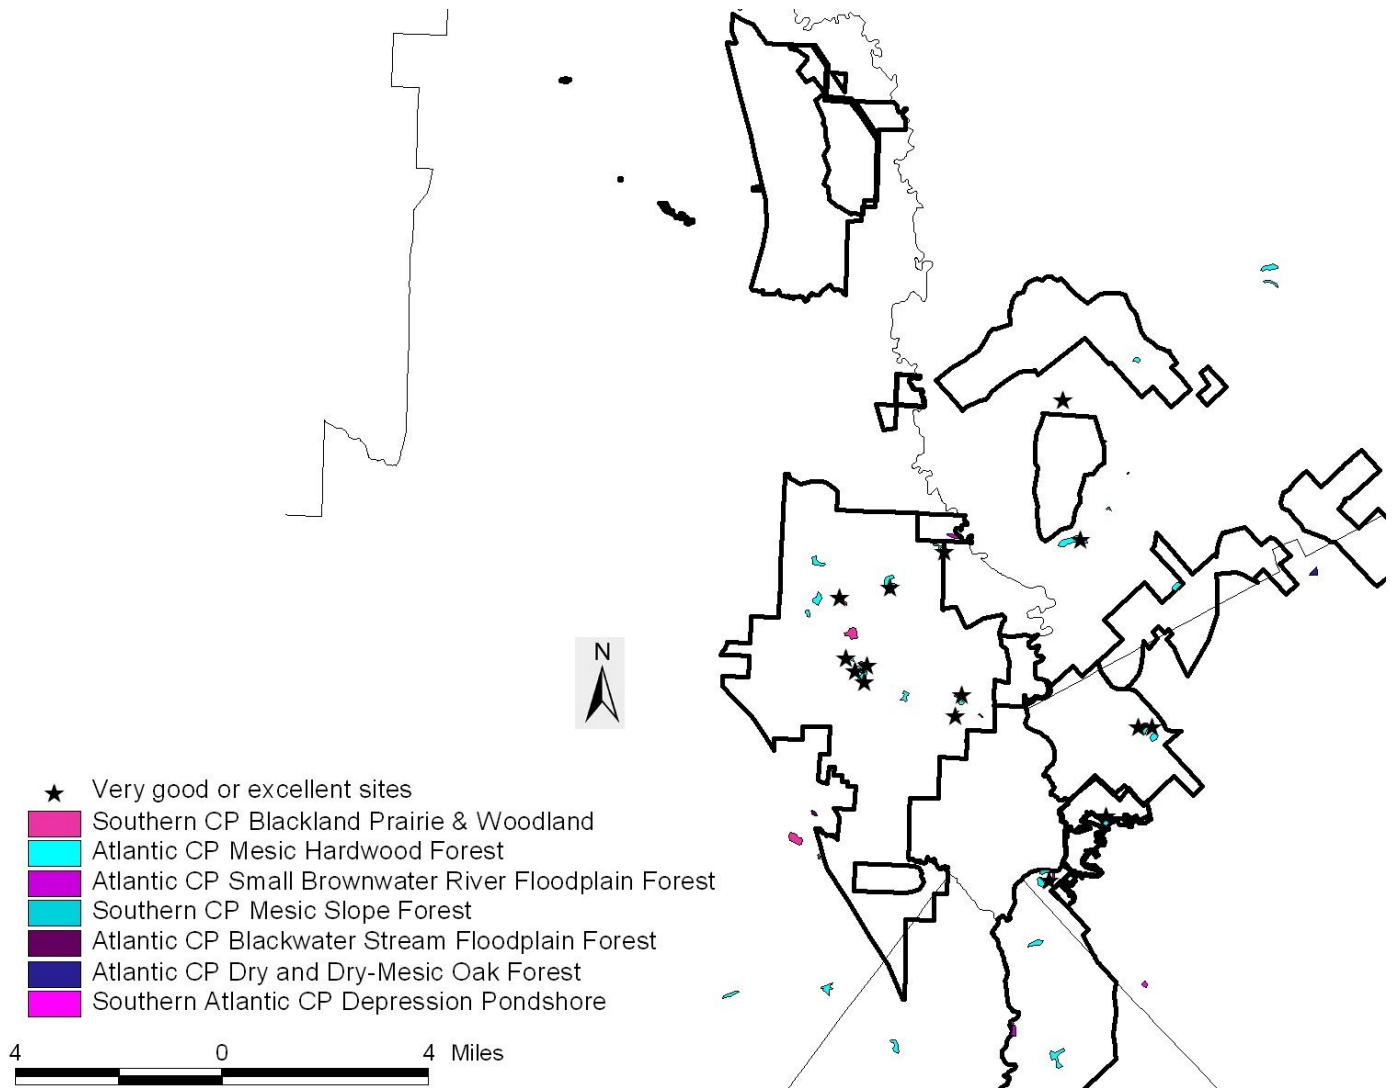 N
Very good or excellent sites
Southern CP Blackland Prairie & Woodland
Atlantic CP Mesic Hardwood Forest
Atlantic CP Small Brownwater River Floodplain Forest
Southern CP Mesic Slope Forest
Atlantic CP Blackwater Stream Floodplain Forest
Atlantic CP Dry and Dry-Mesic Oak Forest
Southern Atlantic CP Depression Pondshore
4 0 4 Miles